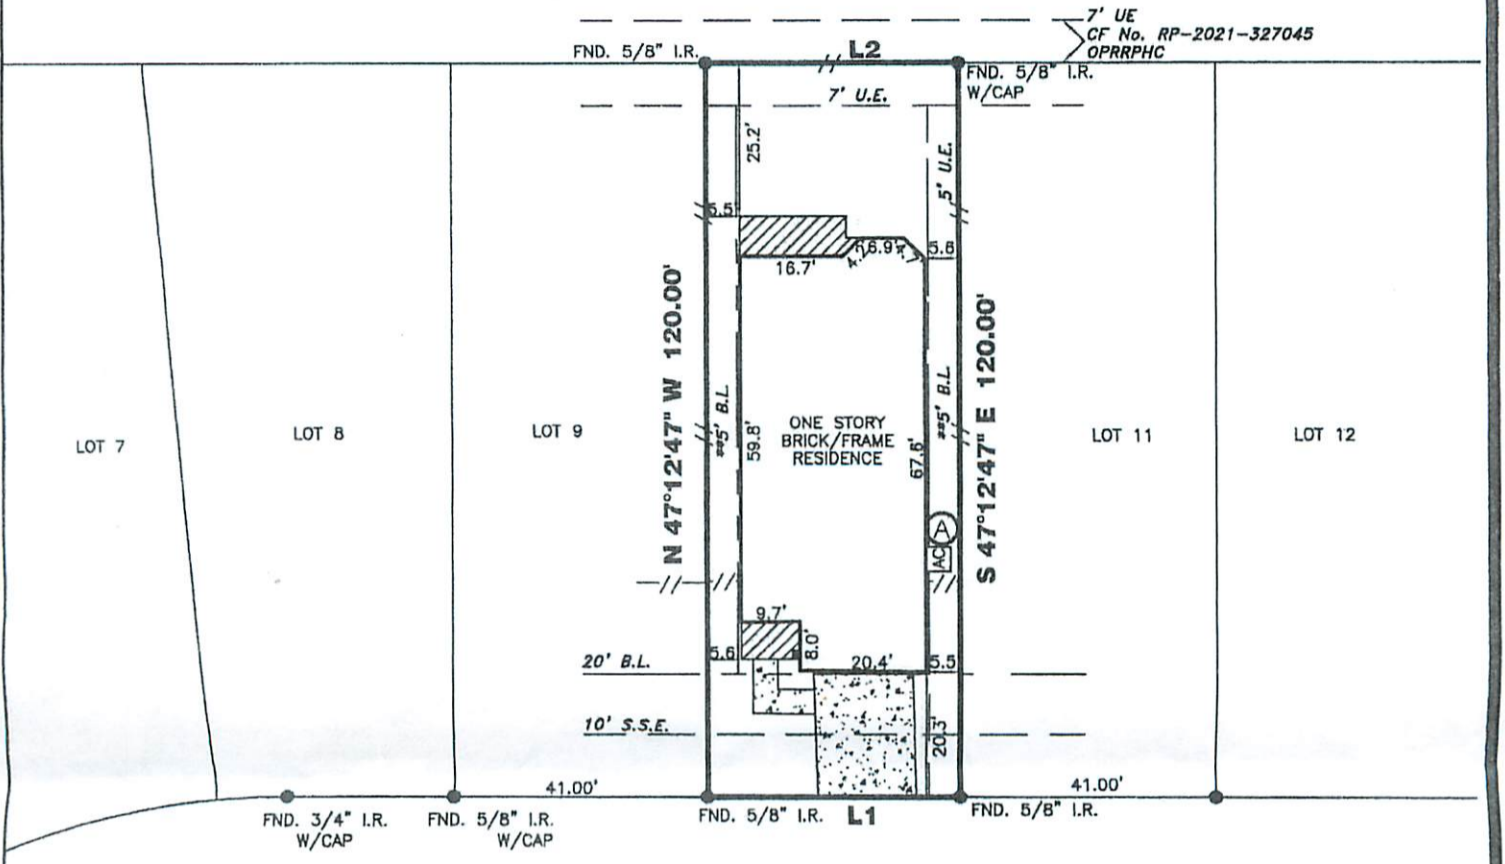 7' UE
CF No. RP-2021-327045
OPRRPHC
FND. 5/8" I.R.
L2
FND. 5/8" I.R.
W/CAP
7' U.E.
25.2'
5' U.E.
5.5'
16.7'
6.9'
4.7'
5.6
N 47°12'47" W 120.00'
**5' B.L.
59.8'
ONE STORY
BRICK/FRAME
RESIDENCE
67.6'
**5' B.L.
S 47°12'47" E 120.00'
LOT 7
LOT 8
LOT 9
LOT 11
LOT 12
A
AC
9.7'
8.0'
5.6
20.4'
5.5
20' B.L.
10' S.S.E.
20.3'
41.00'
41.00'
FND. 3/4" I.R.
W/CAP
FND. 5/8" I.R.
W/CAP
FND. 5/8" I.R.
L1
FND. 5/8" I.R.